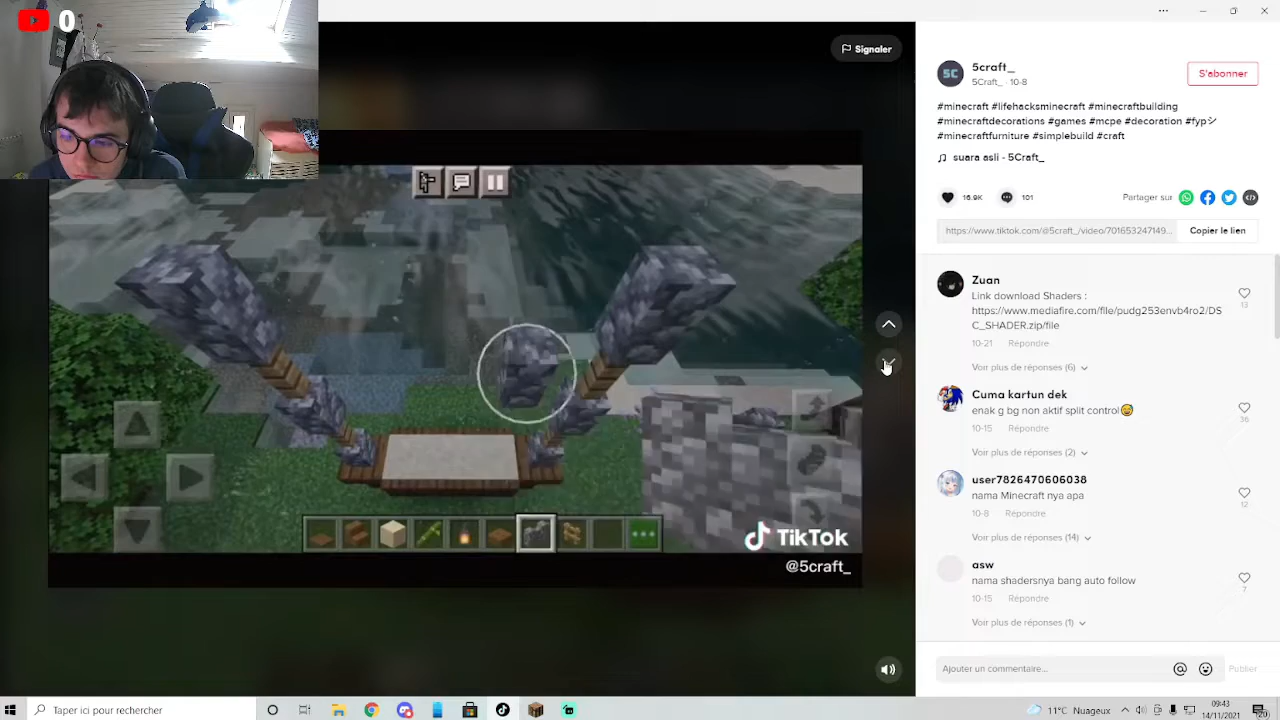 0
Signaler
5craft_
5Craft_ · 10-8
S'abonner
#minecraft #lifehacksminecraft #minecraftbuilding
#minecraftdecorations #games #mcpe #decoration #fypシ
#minecraftfurniture #simplebuild #craft
suara asli - 5Craft_
16.9K
101
Partager sur
https://www.tiktok.com/@5craft_/video/701653247149...
Copier le lien
Zuan
Link download Shaders :
https://www.mediafire.com/file/pudg253envb4ro2/DS
C_SHADER.zip/file
13
10-21 Répondre
Voir plus de réponses (6)
Cuma kartun dek
enak g bg non aktif split control😅
36
10-15 Répondre
Voir plus de réponses (2)
user7826470606038
nama Minecraft nya apa
12
10-8 Répondre
Voir plus de réponses (14)
asw
nama shadersnya bang auto follow
7
10-15 Répondre
Voir plus de réponses (1)
TikTok
@5craft_
Ajouter un commentaire...
Publier
Taper ici pour rechercher
11°C Nuageux
09:43
14/11/2021